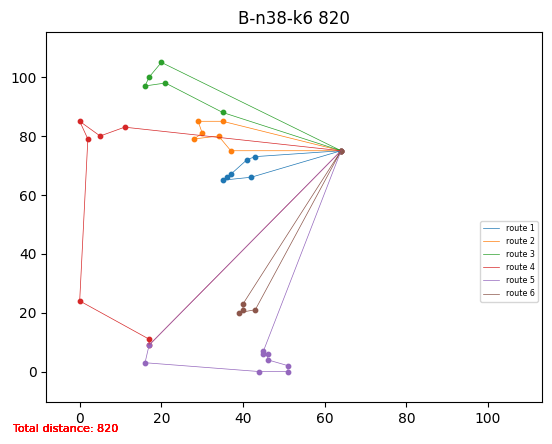 B-n38-k6 820
100
80
60
40
20
0
0 20 40 60 80 100
route 1
route 2
route 3
route 4
route 5
route 6
Total distance: 820